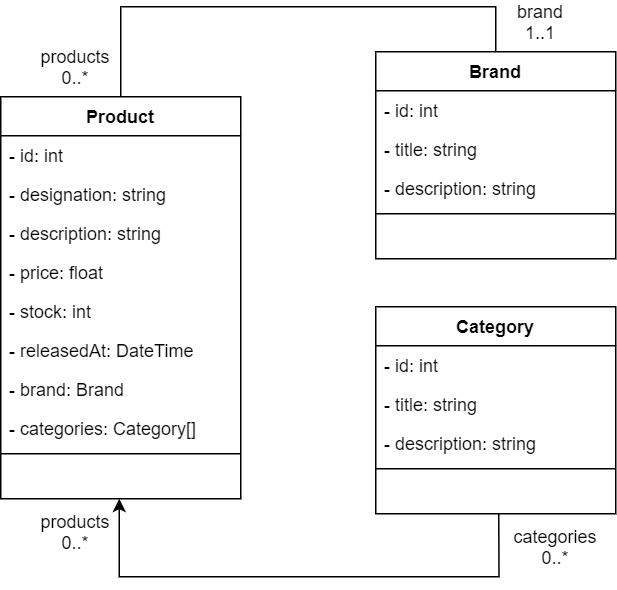 brand
1..1
products
0..*
Product
- id: int
- designation: string
- description: string
- price: float
- stock: int
- releasedAt: DateTime
- brand: Brand
- categories: Category[]
Brand
- id: int
- title: string
- description: string
Category
- id: int
- title: string
- description: string
products
0..*
categories
0..*